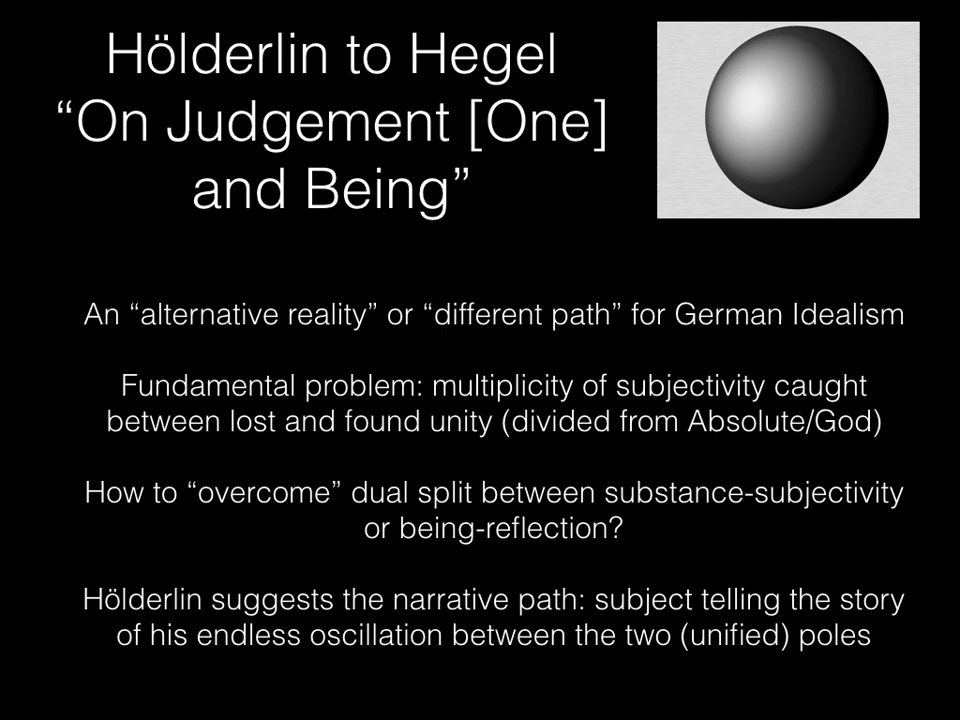 Hölderlin to Hegel
“On Judgement [One]
and Being”
An “alternative reality” or “different path” for German Idealism
Fundamental problem: multiplicity of subjectivity caught
between lost and found unity (divided from Absolute/God)
How to “overcome” dual split between substance-subjectivity
or being-reflection?
Hölderlin suggests the narrative path: subject telling the story
of his endless oscillation between the two (unified) poles